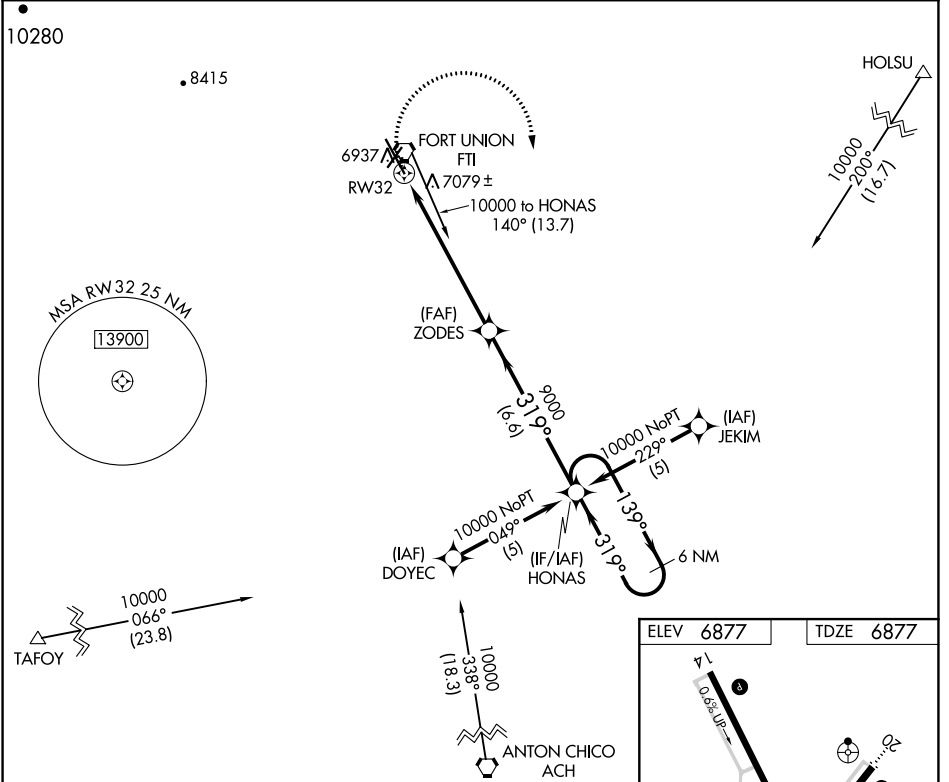 10280
8415
HOLSU
10000
200°
(16.7)
FORT UNION
FTI
6937
RW32
7079 ±
10000 to HONAS
140° (13.7)
MSA RW32 25 NM
13900
(FAF)
ZODES
9000
319°
(6.6)
10000 NoPT
229°
(5)
(IAF)
JEKIM
10000 NoPT
049°
(5)
(IAF)
DOYEC
(IF/IAF)
HONAS
139°
319°
6 NM
10000
066°
(23.8)
TAFOY
10000
338°
(18.3)
ANTON CHICO
ACH
ELEV 6877
TDZE 6877
14
P
0.6% UP
20